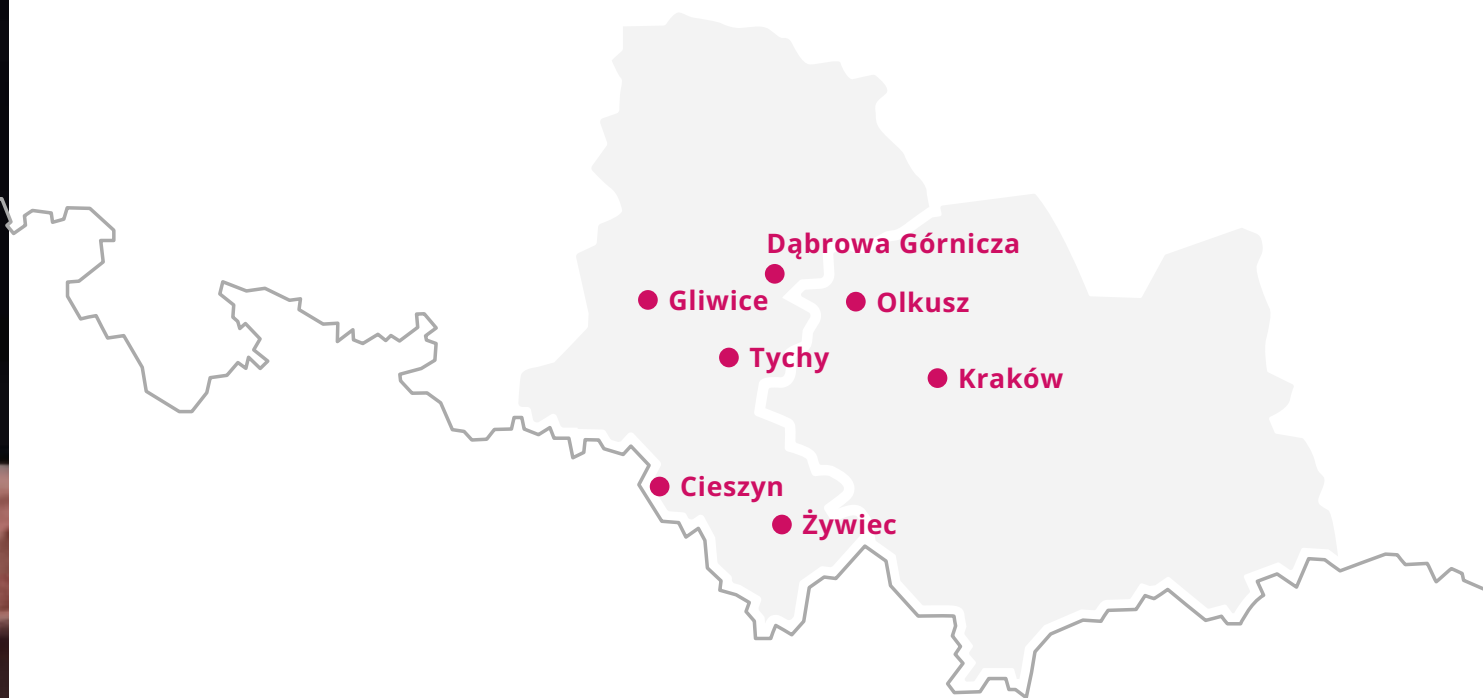 Dąbrowa Górnicza
Gliwice
Olkusz
Tychy
Kraków
Cieszyn
Żywiec